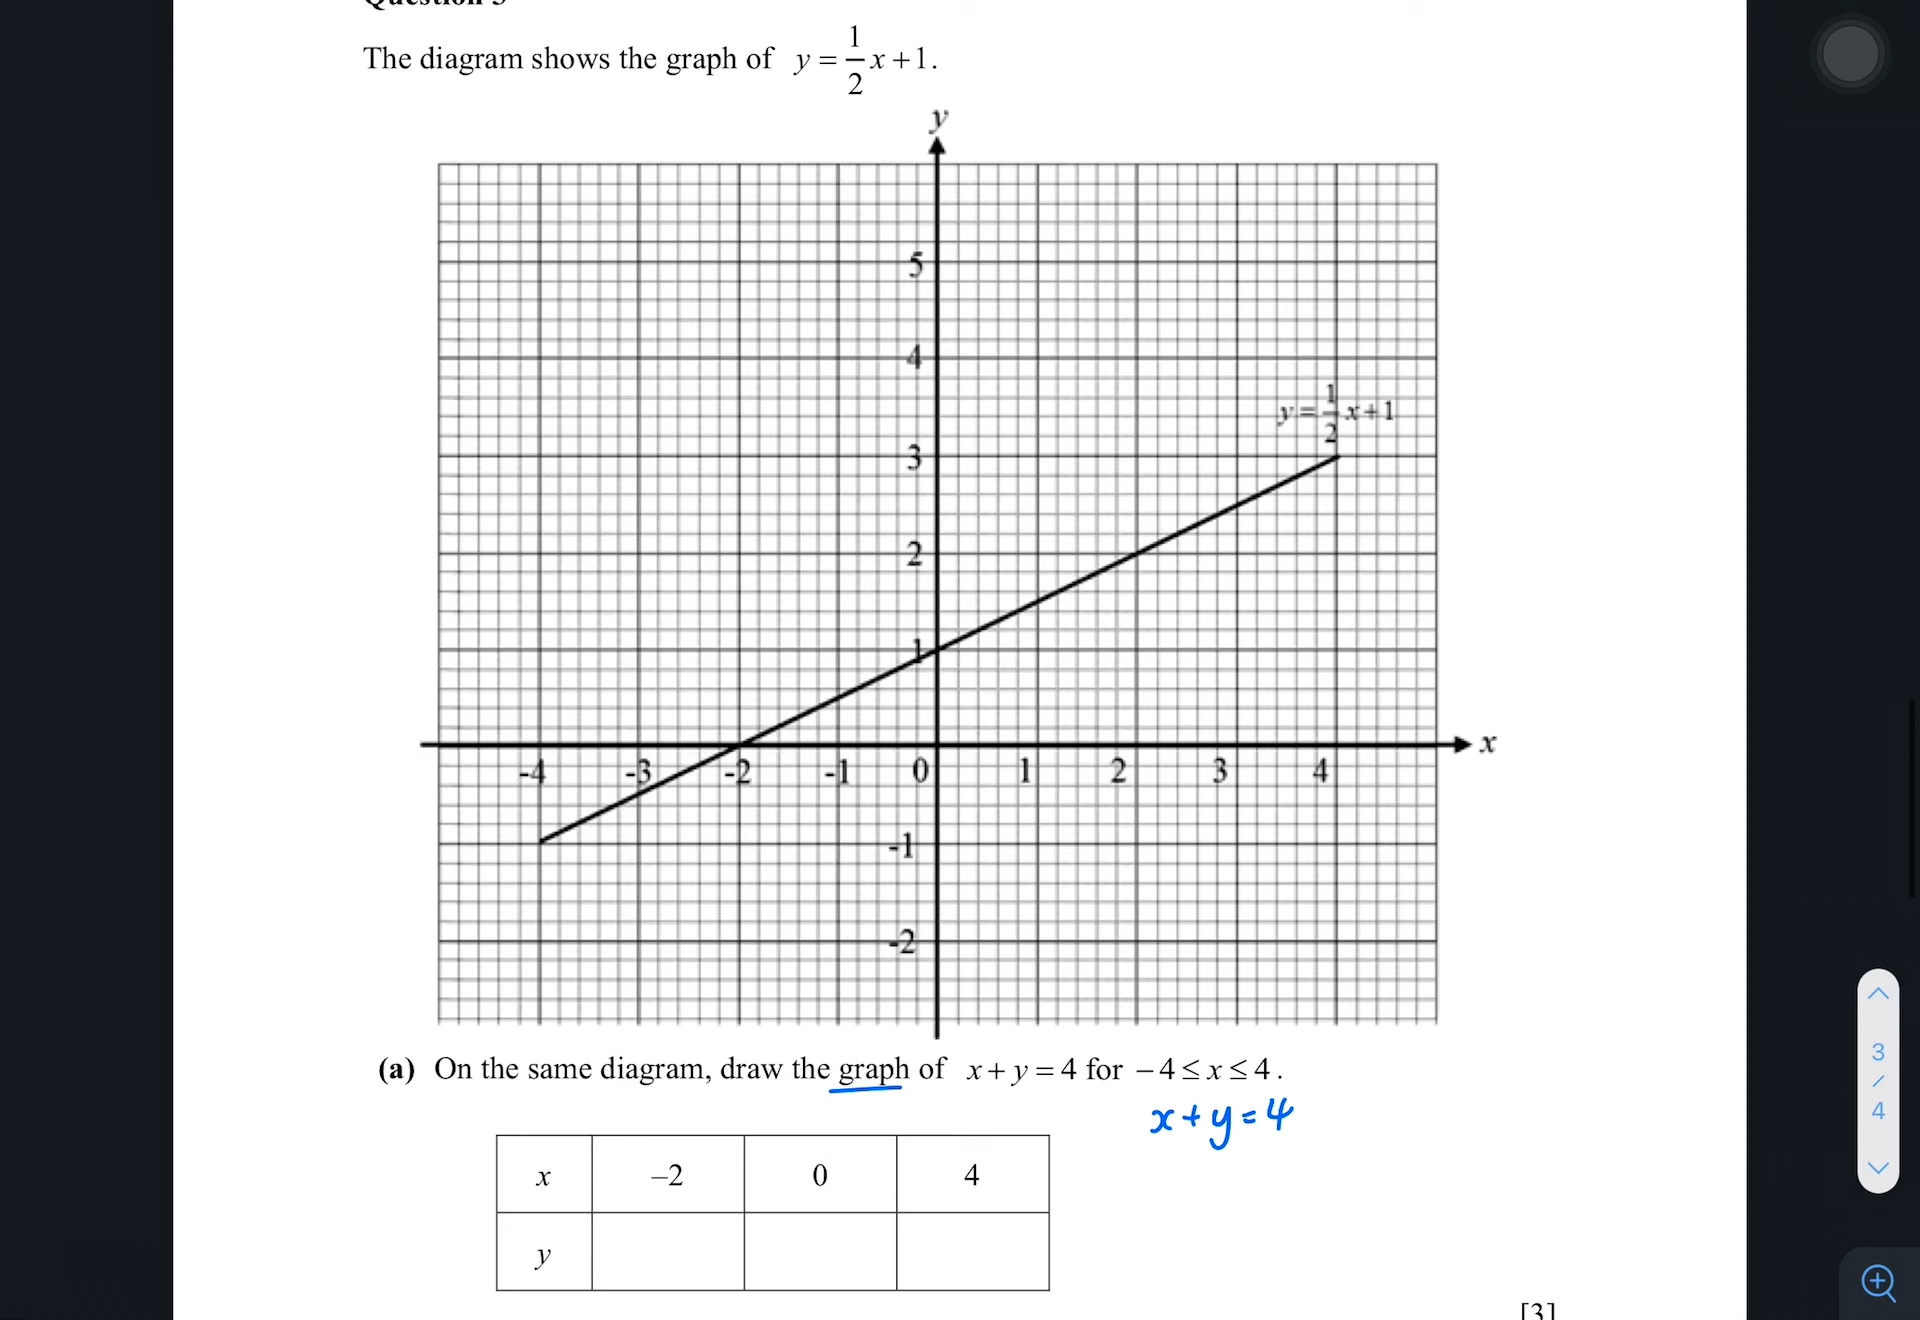 Question 3
The diagram shows the graph of y = 1/2 x + 1.
y
5
4
y = 1/2 x + 1
3
2
1
x
-4 -3 -2 -1 0 1 2 3 4
-1
-2
(a) On the same diagram, draw the graph of x + y = 4 for −4 ≤ x ≤ 4.
x + y = 4
x –2 0 4
y
[3]
3
/
4